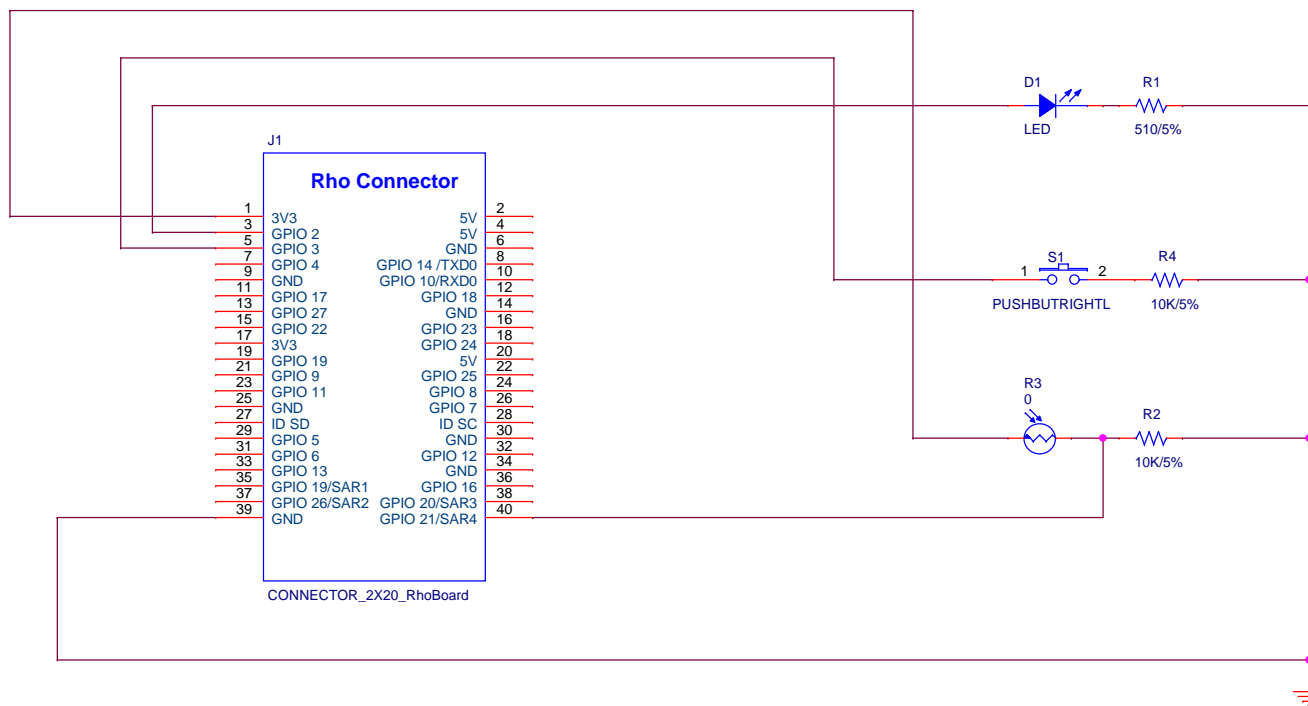 D1
R1
LED
510/5%
J1
Rho Connector
1 3V3 5V 2
3 GPIO 2 5V 4
5 GPIO 3 GND 6
7 GPIO 4 GPIO 14 /TXD0 8
9 GND GPIO 10/RXD0 10
11 GPIO 17 GPIO 18 12
13 GPIO 27 GND 14
15 GPIO 22 GPIO 23 16
17 3V3 GPIO 24 18
19 GPIO 19 5V 20
21 GPIO 9 GPIO 25 22
23 GPIO 11 GPIO 8 24
25 GND GPIO 7 26
27 ID SD ID SC 28
29 GPIO 5 GND 30
31 GPIO 6 GPIO 12 32
33 GPIO 13 GND 34
35 GPIO 19/SAR1 GPIO 16 36
37 GPIO 26/SAR2 GPIO 20/SAR3 38
39 GND GPIO 21/SAR4 40
CONNECTOR_2X20_RhoBoard
S1
R4
1 2
PUSHBUTRIGHTL
10K/5%
R3
0
R2
10K/5%